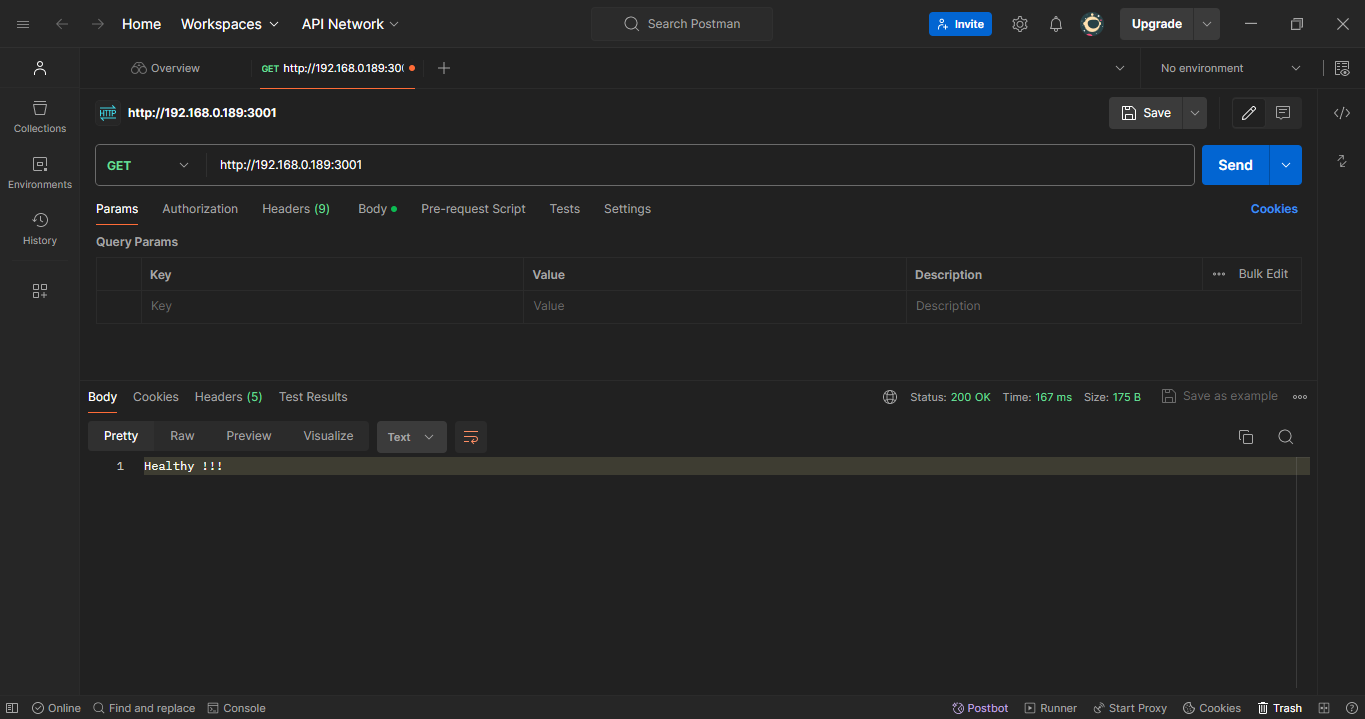 Home Workspaces API Network Search Postman Invite Upgrade
Overview GET http://192.168.0.189:300 No environment
HTTP http://192.168.0.189:3001 Save
Collections
GET http://192.168.0.189:3001 Send
Environments
Params Authorization Headers (9) Body Pre-request Script Tests Settings Cookies
History
Query Params
Key Value Description Bulk Edit
Key Value Description
Body Cookies Headers (5) Test Results Status: 200 OK Time: 167 ms Size: 175 B Save as example
Pretty Raw Preview Visualize Text
1 Healthy !!!
Online Find and replace Console Postbot Runner Start Proxy Cookies Trash